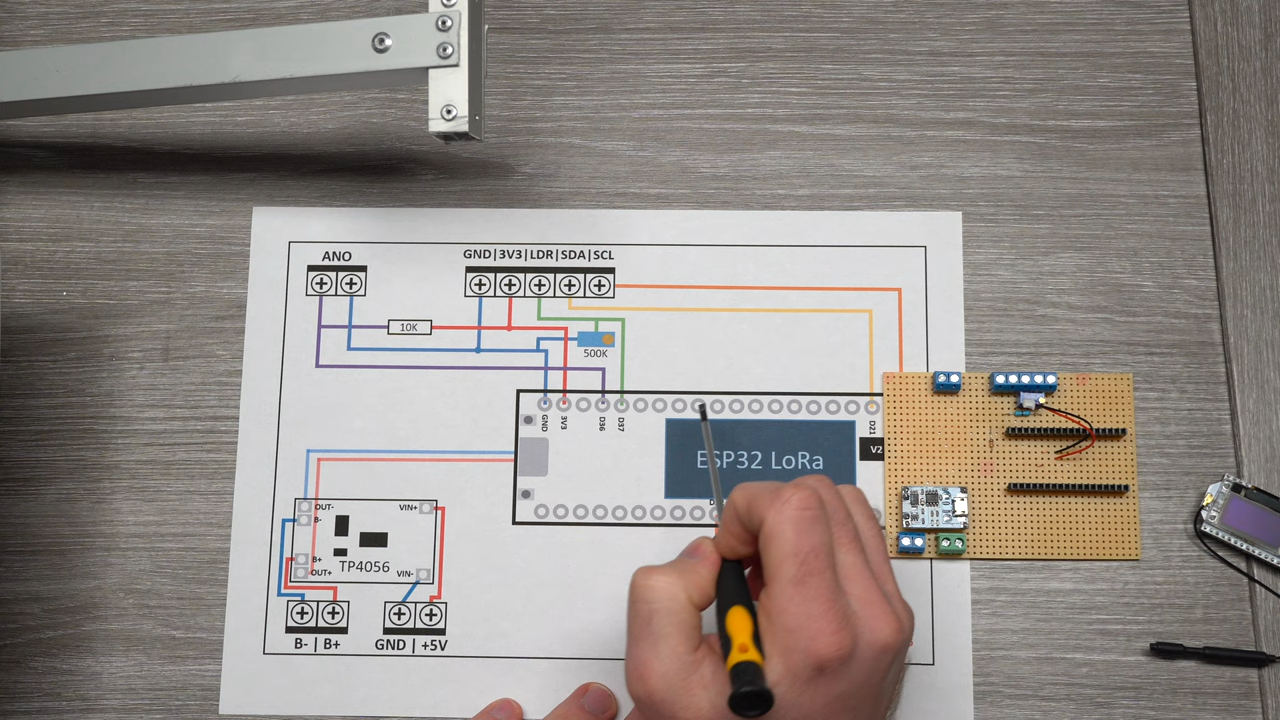 ANO
GND|3V3|LDR|SDA|SCL
10K
500K
GND
3V3
D36
D37
D21
V2
ESP32 LoRa
OUT-
B-
VIN+
B+
OUT+
TP4056
VIN-
B- | B+
GND | +5V